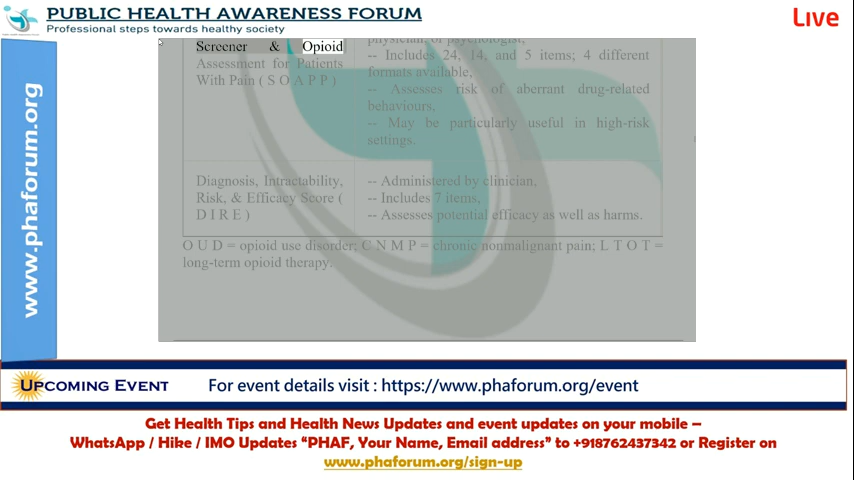 PUBLIC HEALTH AWARENESS FORUM
Professional steps towards healthy society
Live
www.phaforum.org
Screener & Opioid
Assessment for Patients
With Pain ( S O A P P )
physician, or psychologist,
-- Includes 24, 14, and 5 items; 4 different
formats available,
-- Assesses risk of aberrant drug-related
behaviours,
-- May be particularly useful in high-risk
settings.
Diagnosis, Intractability,
Risk, & Efficacy Score (
D I R E )
-- Administered by clinician,
-- Includes 7 items,
-- Assesses potential efficacy as well as harms.
O U D = opioid use disorder; C N M P = chronic nonmalignant pain; L T O T =
long-term opioid therapy.
UPCOMING EVENT
For event details visit : https://www.phaforum.org/event
Get Health Tips and Health News Updates and event updates on your mobile –
WhatsApp / Hike / IMO Updates “PHAF, Your Name, Email address” to +918762437342 or Register on
www.phaforum.org/sign-up